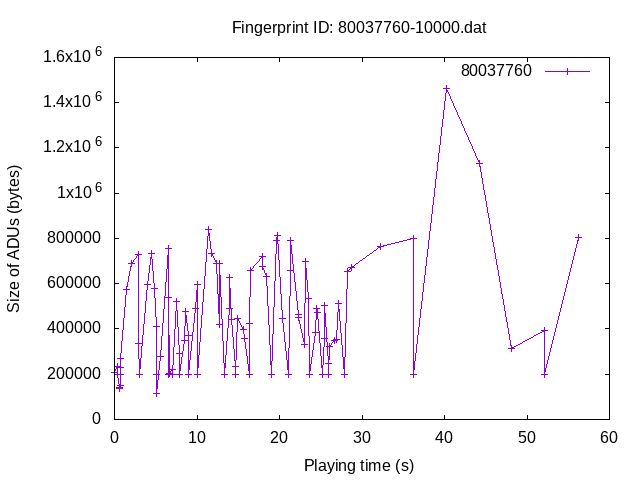 Fingerprint ID: 80037760-10000.dat
80037760
1.6x10^6
1.4x10^6
1.2x10^6
1x10^6
800000
600000
400000
200000
0
0 10 20 30 40 50 60
Size of ADUs (bytes)
Playing time (s)